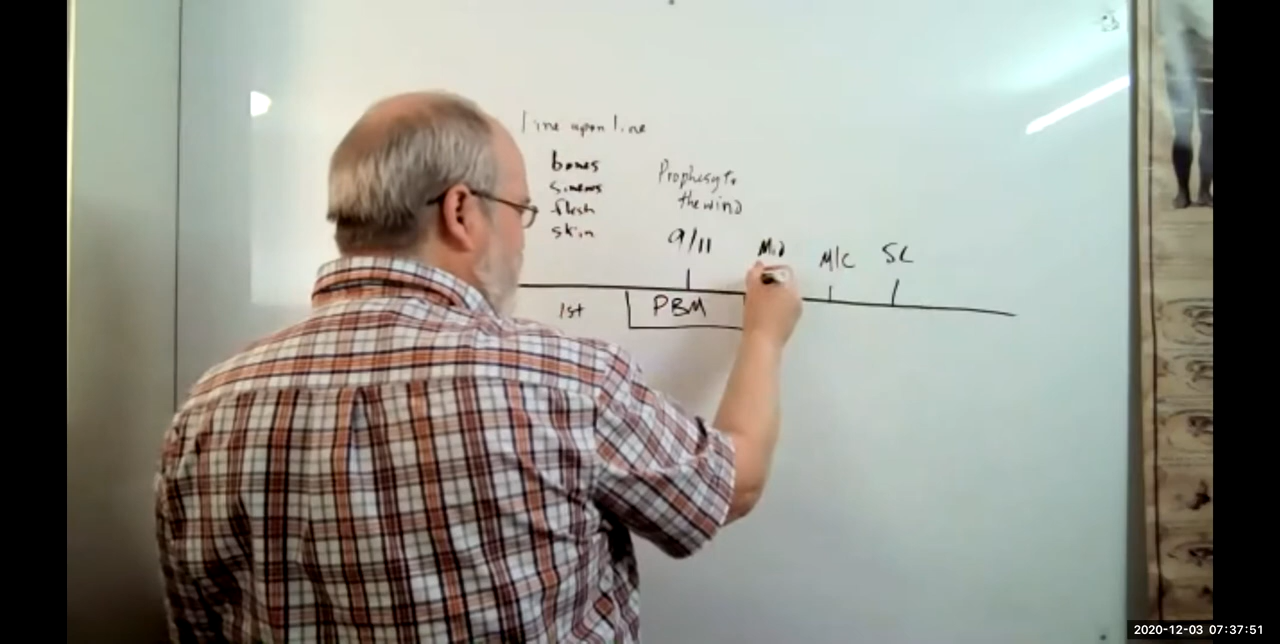 line upon line
bones
sinews
flesh
skin
Prophesy to
the wind
9/11
Mid
M/C
SL
1st
PBM
2020-12-03 07:37:51